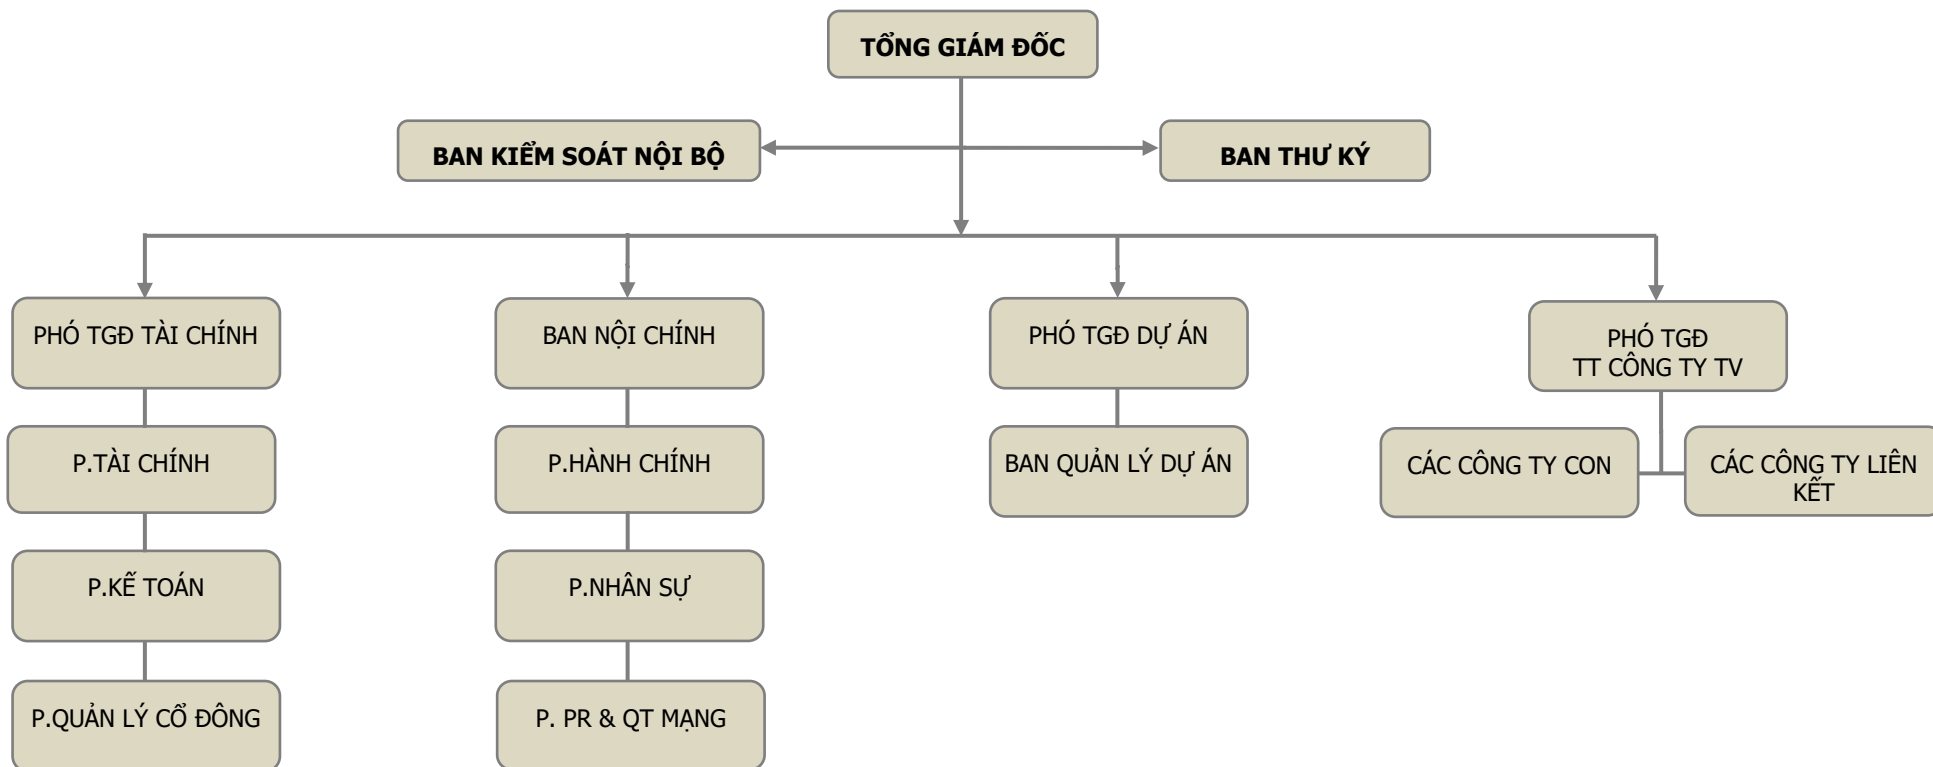 TỔNG GIÁM ĐỐC
BAN KIỂM SOÁT NỘI BỘ
BAN THƯ KÝ
PHÓ TGĐ TÀI CHÍNH
BAN NỘI CHÍNH
PHÓ TGĐ DỰ ÁN
PHÓ TGĐ
TT CÔNG TY TV
P.TÀI CHÍNH
P.HÀNH CHÍNH
BAN QUẢN LÝ DỰ ÁN
CÁC CÔNG TY CON
CÁC CÔNG TY LIÊN
KẾT
P.KẾ TOÁN
P.NHÂN SỰ
P.QUẢN LÝ CỔ ĐÔNG
P. PR & QT MẠNG